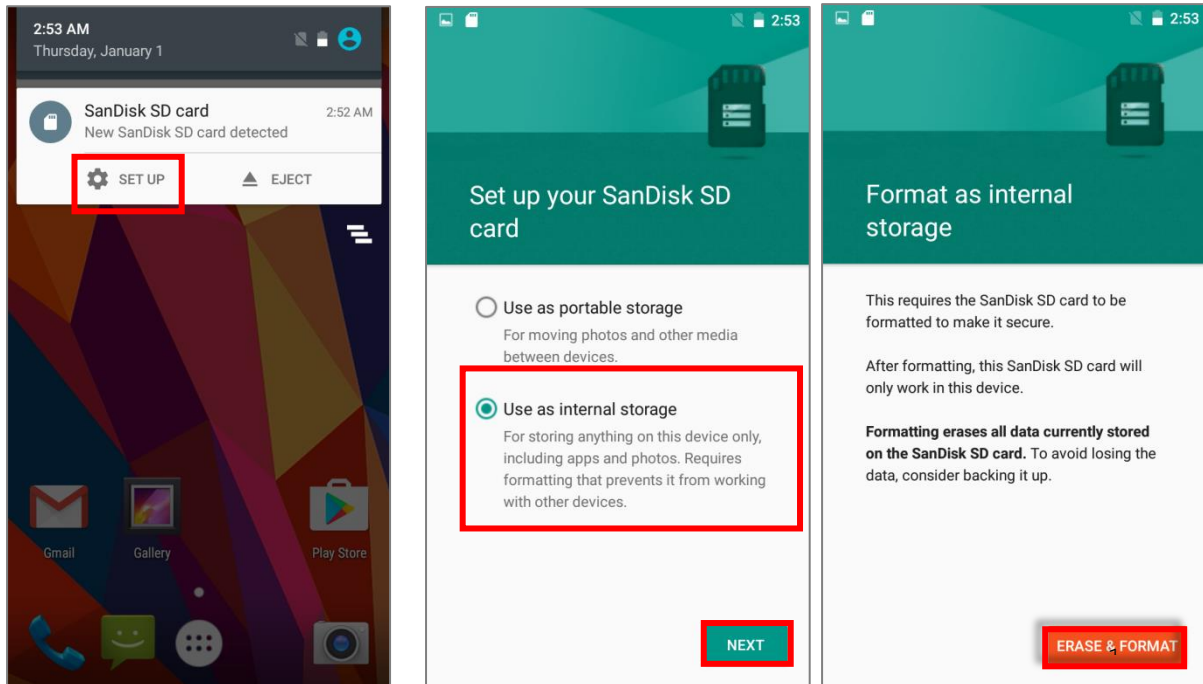 2:53 AM
Thursday, January 1
SanDisk SD card
2:52 AM
New SanDisk SD card detected
SET UP
EJECT
Gmail
Gallery
Play Store
2:53
Set up your SanDisk SD
card
Use as portable storage
For moving photos and other media
between devices.
Use as internal storage
For storing anything on this device only,
including apps and photos. Requires
formatting that prevents it from working
with other devices.
NEXT
2:53
Format as internal
storage
This requires the SanDisk SD card to be
formatted to make it secure.
After formatting, this SanDisk SD card will
only work in this device.
Formatting erases all data currently stored
on the SanDisk SD card. To avoid losing the
data, consider backing it up.
ERASE & FORMAT